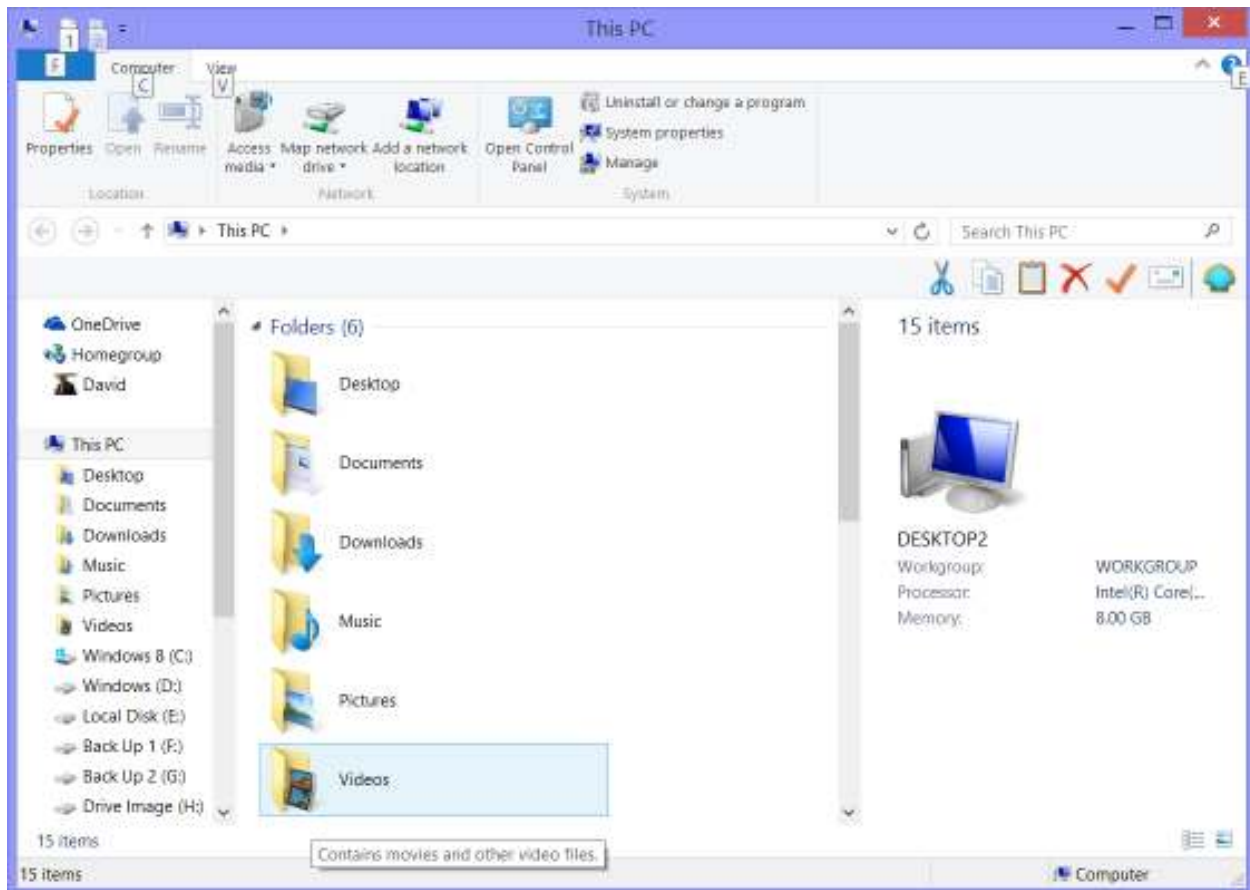 This PC
1
F
Computer View
C V E
Properties Open Rename Access media Map network drive Add a network location Open Control Panel
Uninstall or change a program
System properties
Manage
Location Network System
This PC
Search This PC
OneDrive
Homegroup
David
This PC
Desktop
Documents
Downloads
Music
Pictures
Videos
Windows 8 (C:)
Windows (D:)
Local Disk (E:)
Back Up 1 (F:)
Back Up 2 (G:)
Drive Image (H:)
Folders (6)
Desktop
Documents
Downloads
Music
Pictures
Videos
Contains movies and other video files.
15 items
DESKTOP2
Workgroup: WORKGROUP
Processor: Intel(R) Core(...
Memory: 8.00 GB
15 items
15 items
Computer